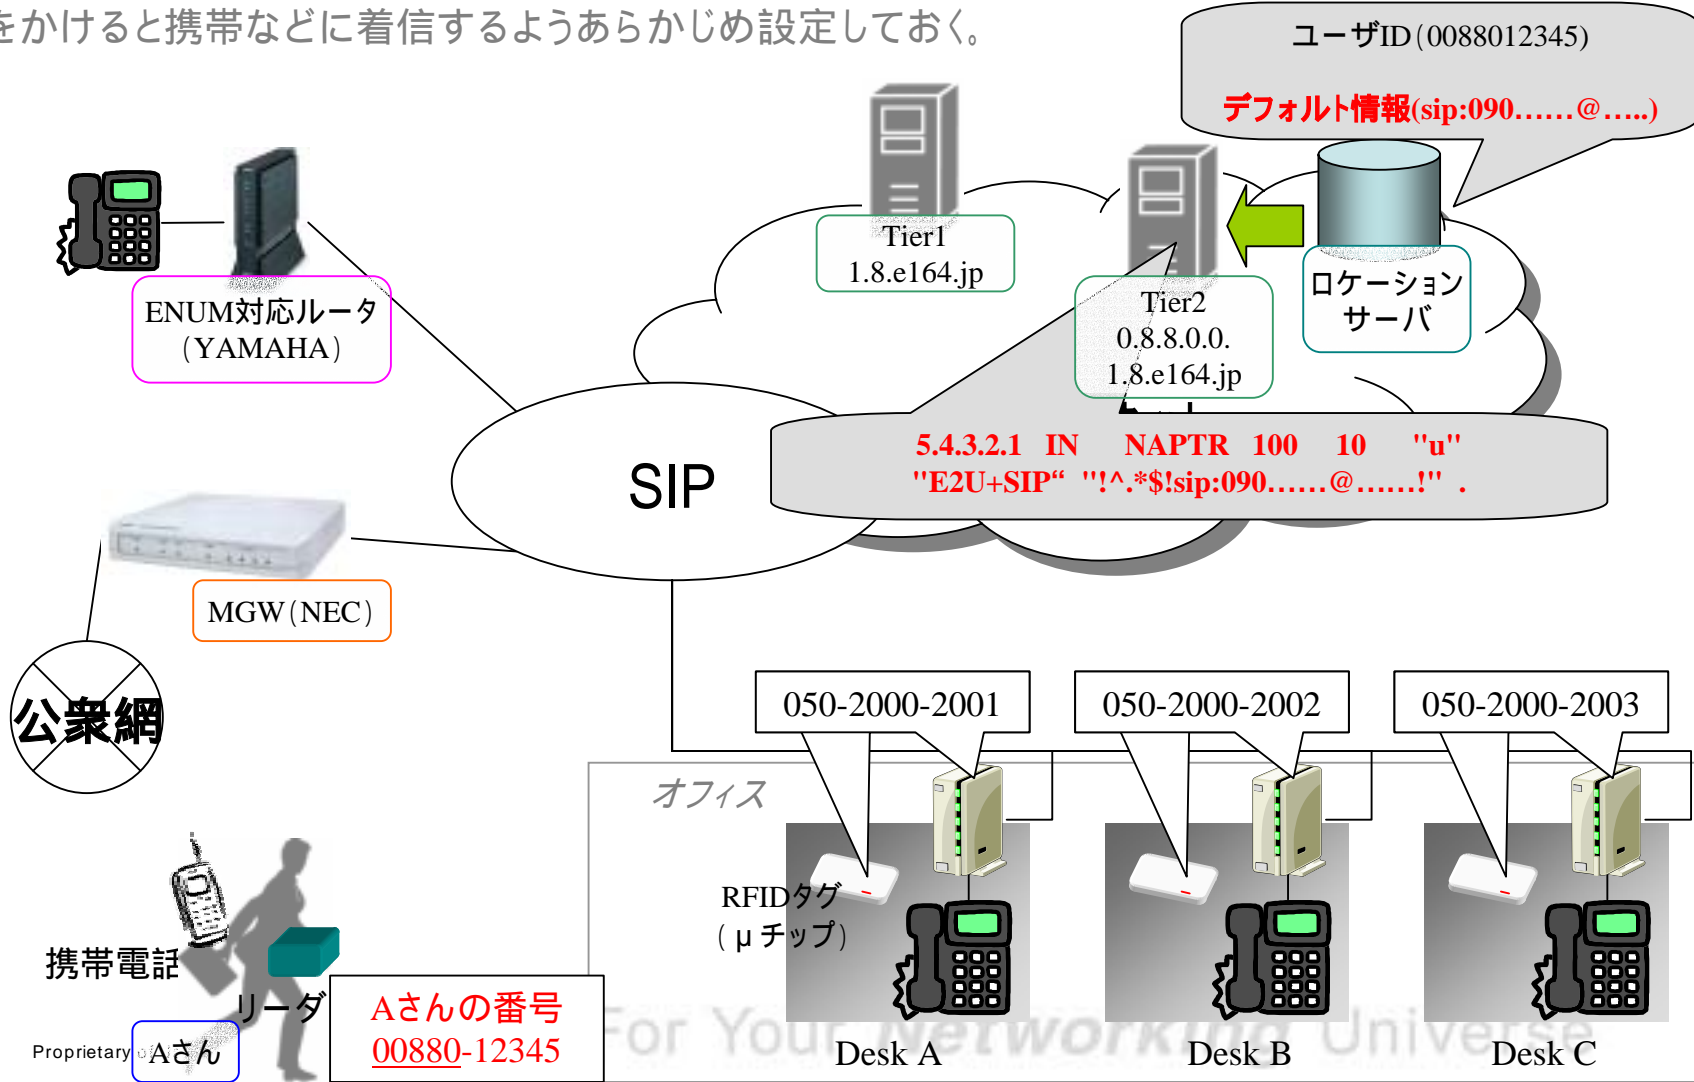 をかけると携帯などに着信するようあらかじめ設定しておく。
ユーザID（0088012345）
デフォルト情報(sip:090……@…..)
Tier1
1.8.e164.jp
Tier2
0.8.8.0.0.
1.8.e164.jp
ロケーション
サーバ
ENUM対応ルータ
（YAMAHA）
SIP
5.4.3.2.1 IN NAPTR 100 10 "u"
"E2U+SIP“ "!^.*$!sip:090……@……!" .
MGW（NEC）
公衆網
050-2000-2001
050-2000-2002
050-2000-2003
オフィス
RFIDタグ
（μチップ）
携帯電話
リーダ
Aさん
Aさんの番号
00880-12345
Desk A
Desk B
Desk C
Proprietary
For Your Networking Universe